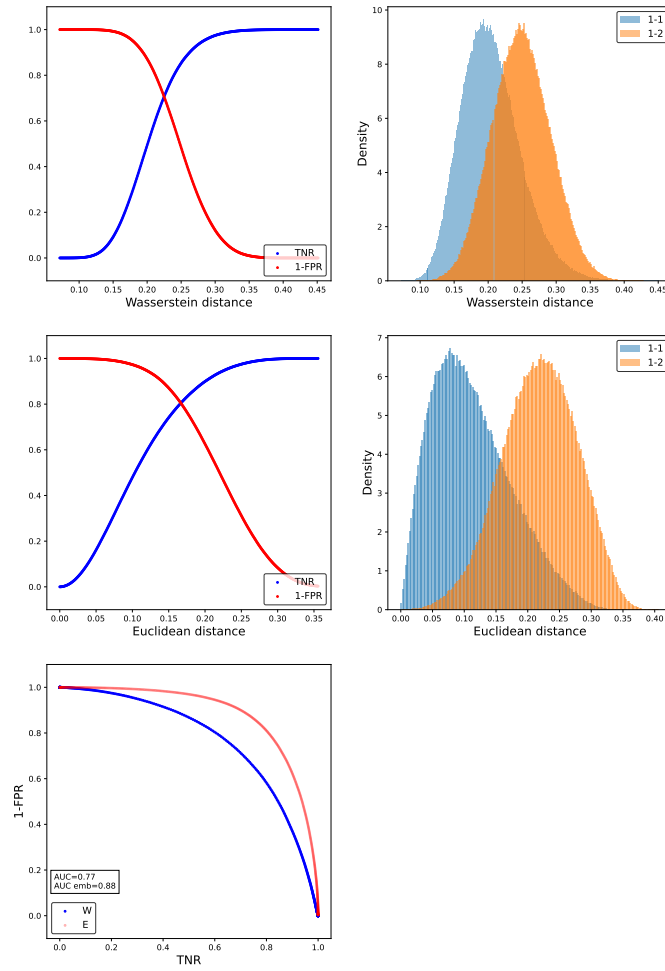 1.0
0.8
0.6
0.4
0.2
0.0
TNR
1-FPR
0.10 0.15 0.20 0.25 0.30 0.35 0.40 0.45
Wasserstein distance
10
8
6
4
2
0
Density
1-1
1-2
0.10 0.15 0.20 0.25 0.30 0.35 0.40 0.45
Wasserstein distance
1.0
0.8
0.6
0.4
0.2
0.0
TNR
1-FPR
0.00 0.05 0.10 0.15 0.20 0.25 0.30 0.35
Euclidean distance
7
6
5
4
3
2
1
0
Density
1-1
1-2
0.00 0.05 0.10 0.15 0.20 0.25 0.30 0.35 0.40
Euclidean distance
1.0
0.8
0.6
0.4
0.2
0.0
1-FPR
AUC=0.77
AUC emb=0.88
W
E
0.0 0.2 0.4 0.6 0.8 1.0
TNR